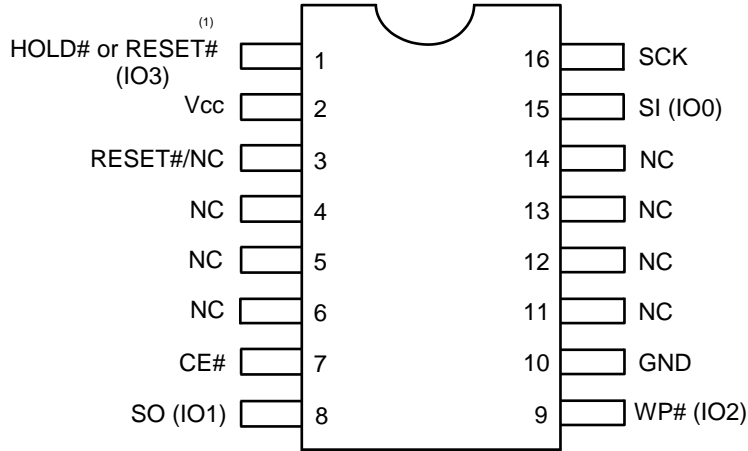 (1)
HOLD# or RESET#
(IO3)
1
16
SCK
Vcc
2
15
SI (IO0)
RESET#/NC
3
14
NC
NC
4
13
NC
NC
5
12
NC
NC
6
11
NC
CE#
7
10
GND
SO (IO1)
8
9
WP# (IO2)